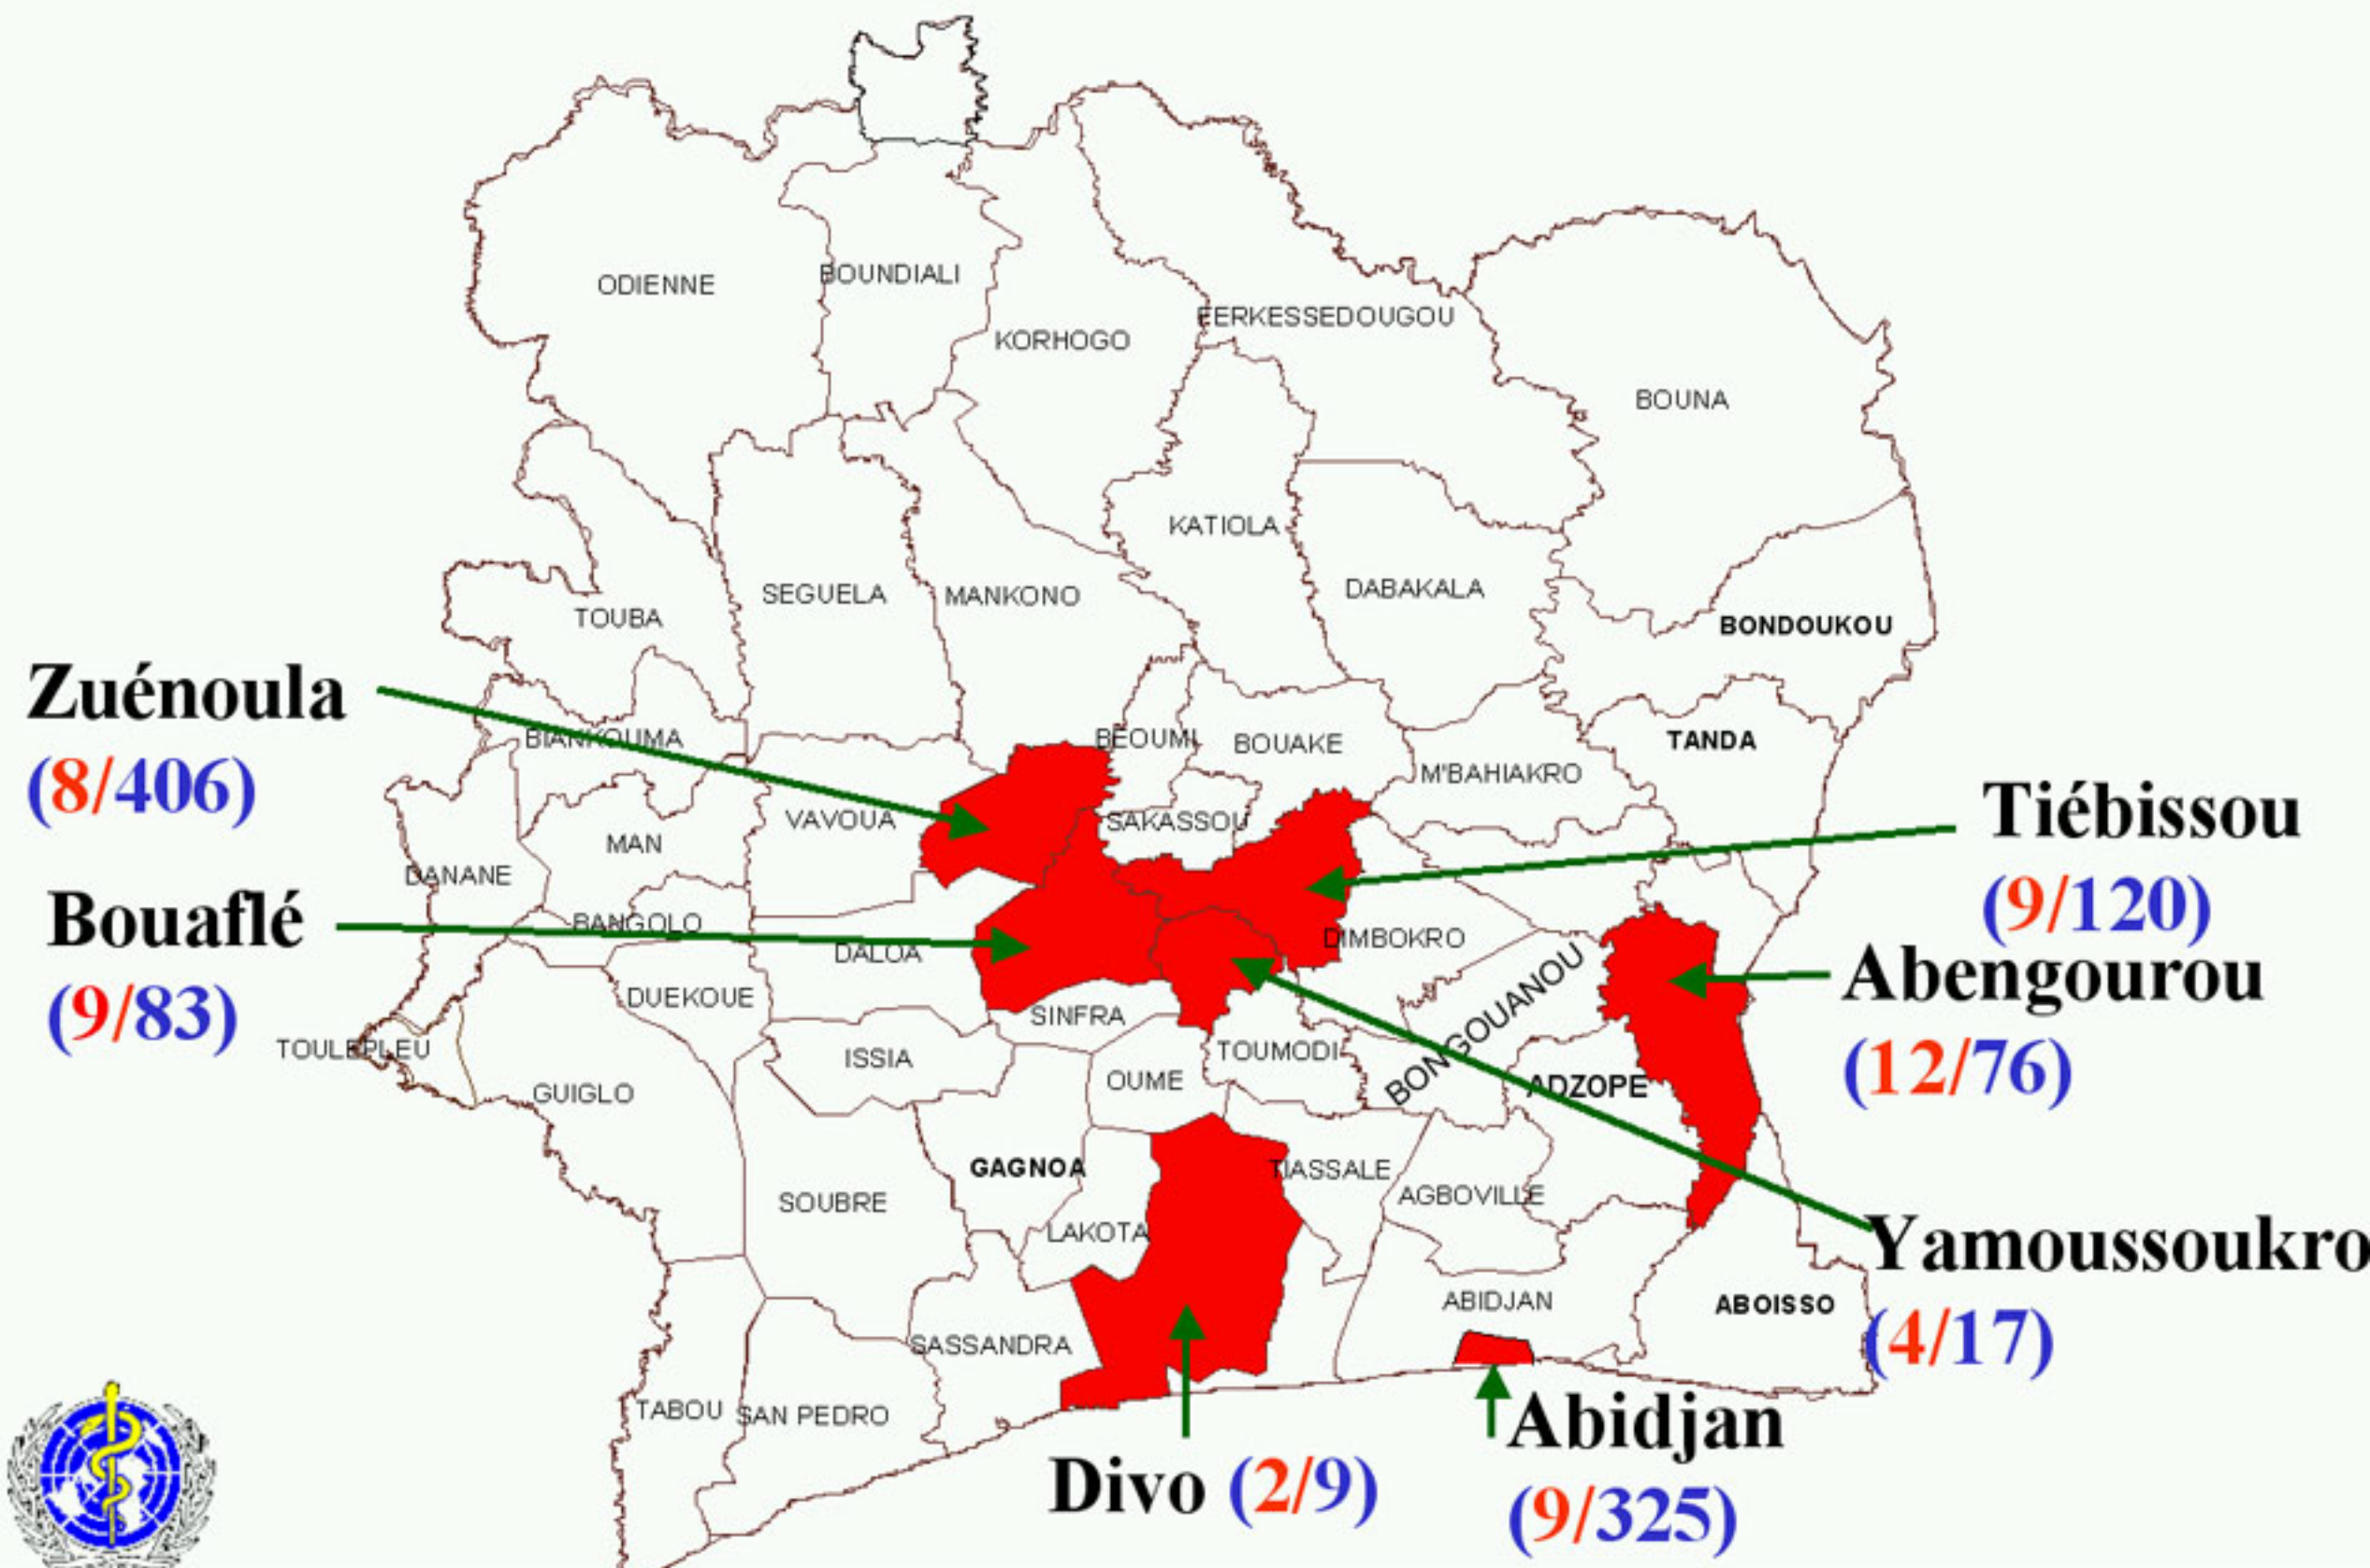 ODIENNE
BOUNDIALI
KORHOGO
FERKESSEDOUGOU
BOUNA
KATIOLA
DABAKALA
SEGUELA
MANKONO
TOUBA
BONDOUKOU
Zuénoula
(8/406)
BIANKOUMA
BEOUMI
BOUAKE
TANDA
M'BAHIAKRO
VAVOUA
SAKASSOU
MAN
Tiébissou
(9/120)
DANANE
Bouaflé
(9/83)
BANGOLO
DALOA
DIMBOKRO
Abengourou
(12/76)
DUEKOUE
SINFRA
BONGOUANOU
TOULEPLEU
ISSIA
TOUMODI
OUME
ADZOPE
GUIGLO
GAGNOA
TIASSALE
AGBOVILLE
SOUBRE
LAKOTA
Yamoussoukro
(4/17)
ABIDJAN
ABOISSO
SASSANDRA
TABOU
SAN PEDRO
Abidjan
(9/325)
Divo (2/9)